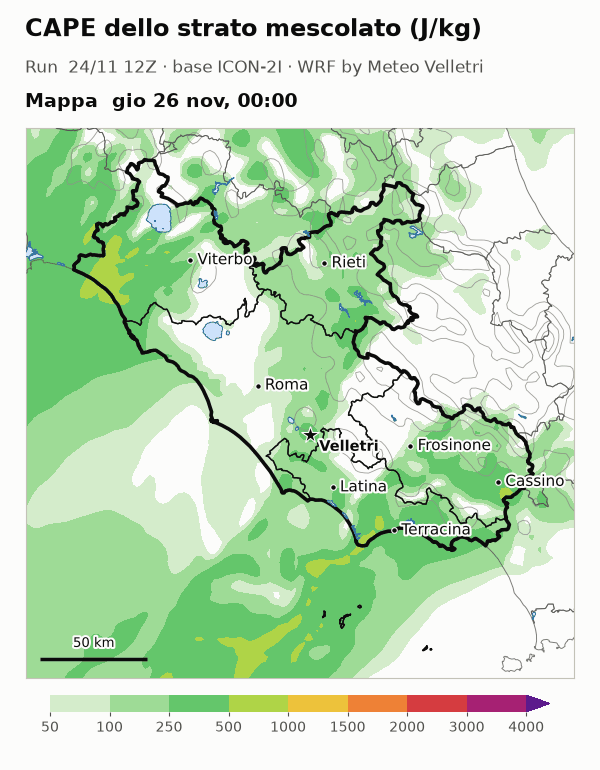 CAPE dello strato mescolato (J/kg)
Run  24/11 12Z · base ICON-2I · WRF by Meteo Velletri
Mappa  gio 26 nov, 00:00
Viterbo
Rieti
Roma
Velletri
Frosinone
Latina
Cassino
Terracina
50 km
50 100 250 500 1000 1500 2000 3000 4000